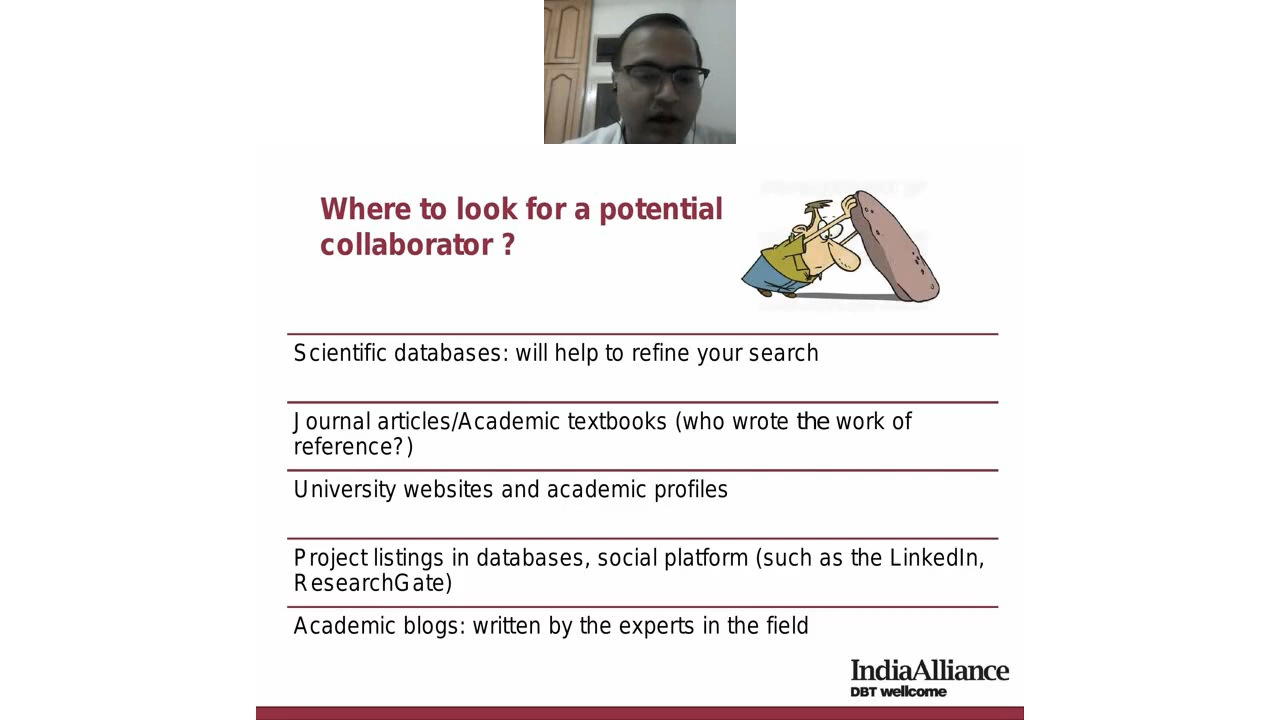 Where to look for a potential
collaborator ?
Scientific databases: will help to refine your search
Journal articles/Academic textbooks (who wrote the work of
reference?)
University websites and academic profiles
Project listings in databases, social platform (such as the LinkedIn,
ResearchGate)
Academic blogs: written by the experts in the field
IndiaAlliance
DBT wellcome